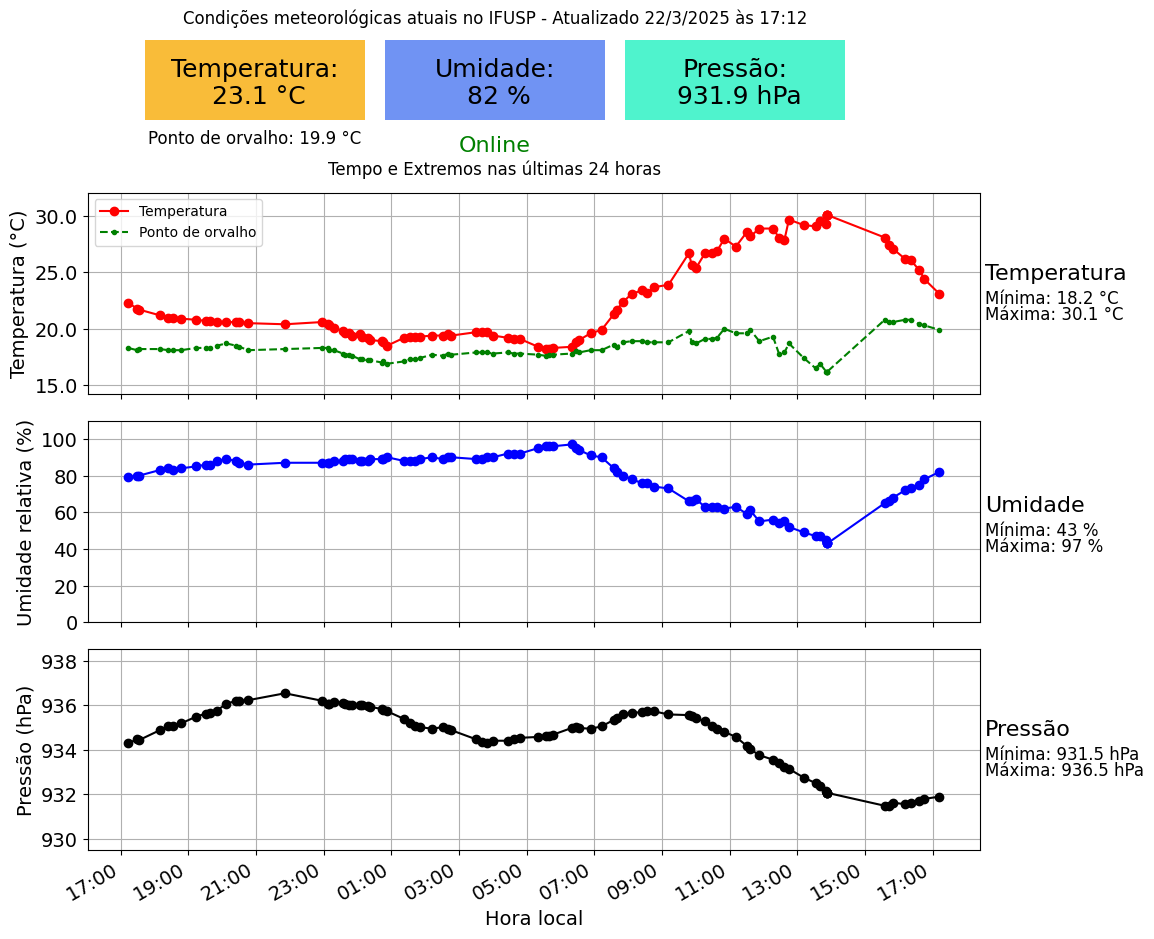 Condições meteorológicas atuais no IFUSP - Atualizado 22/3/2025 às 17:12
Temperatura:
23.1 °C
Umidade:
82 %
Pressão:
931.9 hPa
Ponto de orvalho: 19.9 °C
Online
Tempo e Extremos nas últimas 24 horas
Temperatura (°C)
30.0
25.0
20.0
15.0
Temperatura
Ponto de orvalho
Temperatura
Mínima: 18.2 °C
Máxima: 30.1 °C
Umidade relativa (%)
100
80
60
40
20
0
Umidade
Mínima: 43 %
Máxima: 97 %
Pressão (hPa)
938
936
934
932
930
Pressão
Mínima: 931.5 hPa
Máxima: 936.5 hPa
17:00
19:00
21:00
23:00
01:00
03:00
05:00
07:00
09:00
11:00
13:00
15:00
17:00
Hora local